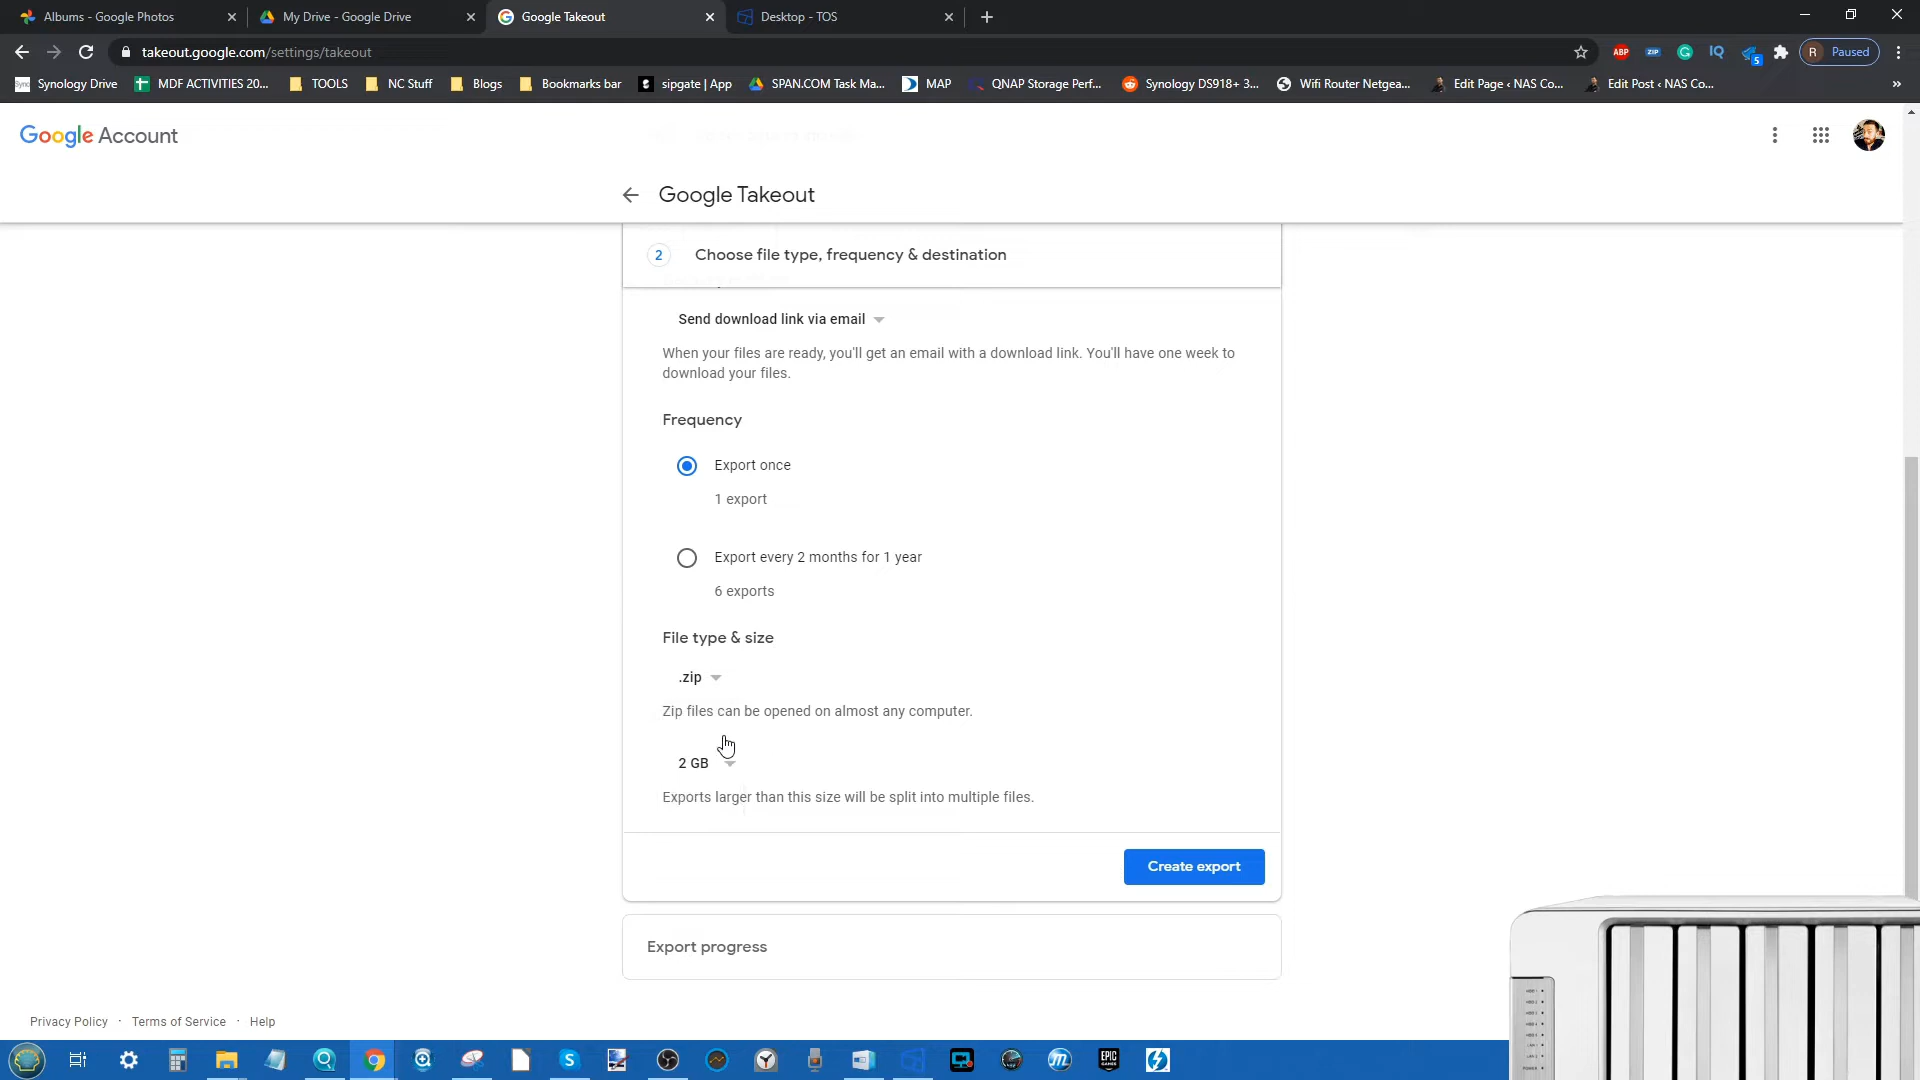 Albums - Google Photos
My Drive - Google Drive
Google Takeout
Desktop - TOS
takeout.google.com/settings/takeout
ABP
ZIP
IQ
5
R Paused
Synology Drive
MDF ACTIVITIES 20...
TOOLS
NC Stuff
Blogs
Bookmarks bar
sipgate | App
SPAN.COM Task Ma...
MAP
QNAP Storage Perf...
Synology DS918+ 3...
Wifi Router Netgea...
Edit Page ‹ NAS Co...
Edit Post ‹ NAS Co...
»
Google Account
Google Takeout
2 Choose file type, frequency & destination
Send download link via email
When your files are ready, you'll get an email with a download link. You'll have one week to
download your files.
Frequency
Export once
1 export
Export every 2 months for 1 year
6 exports
File type & size
.zip
Zip files can be opened on almost any computer.
2 GB
Exports larger than this size will be split into multiple files.
Create export
Export progress
Privacy Policy · Terms of Service · Help
EPIC
GAMES